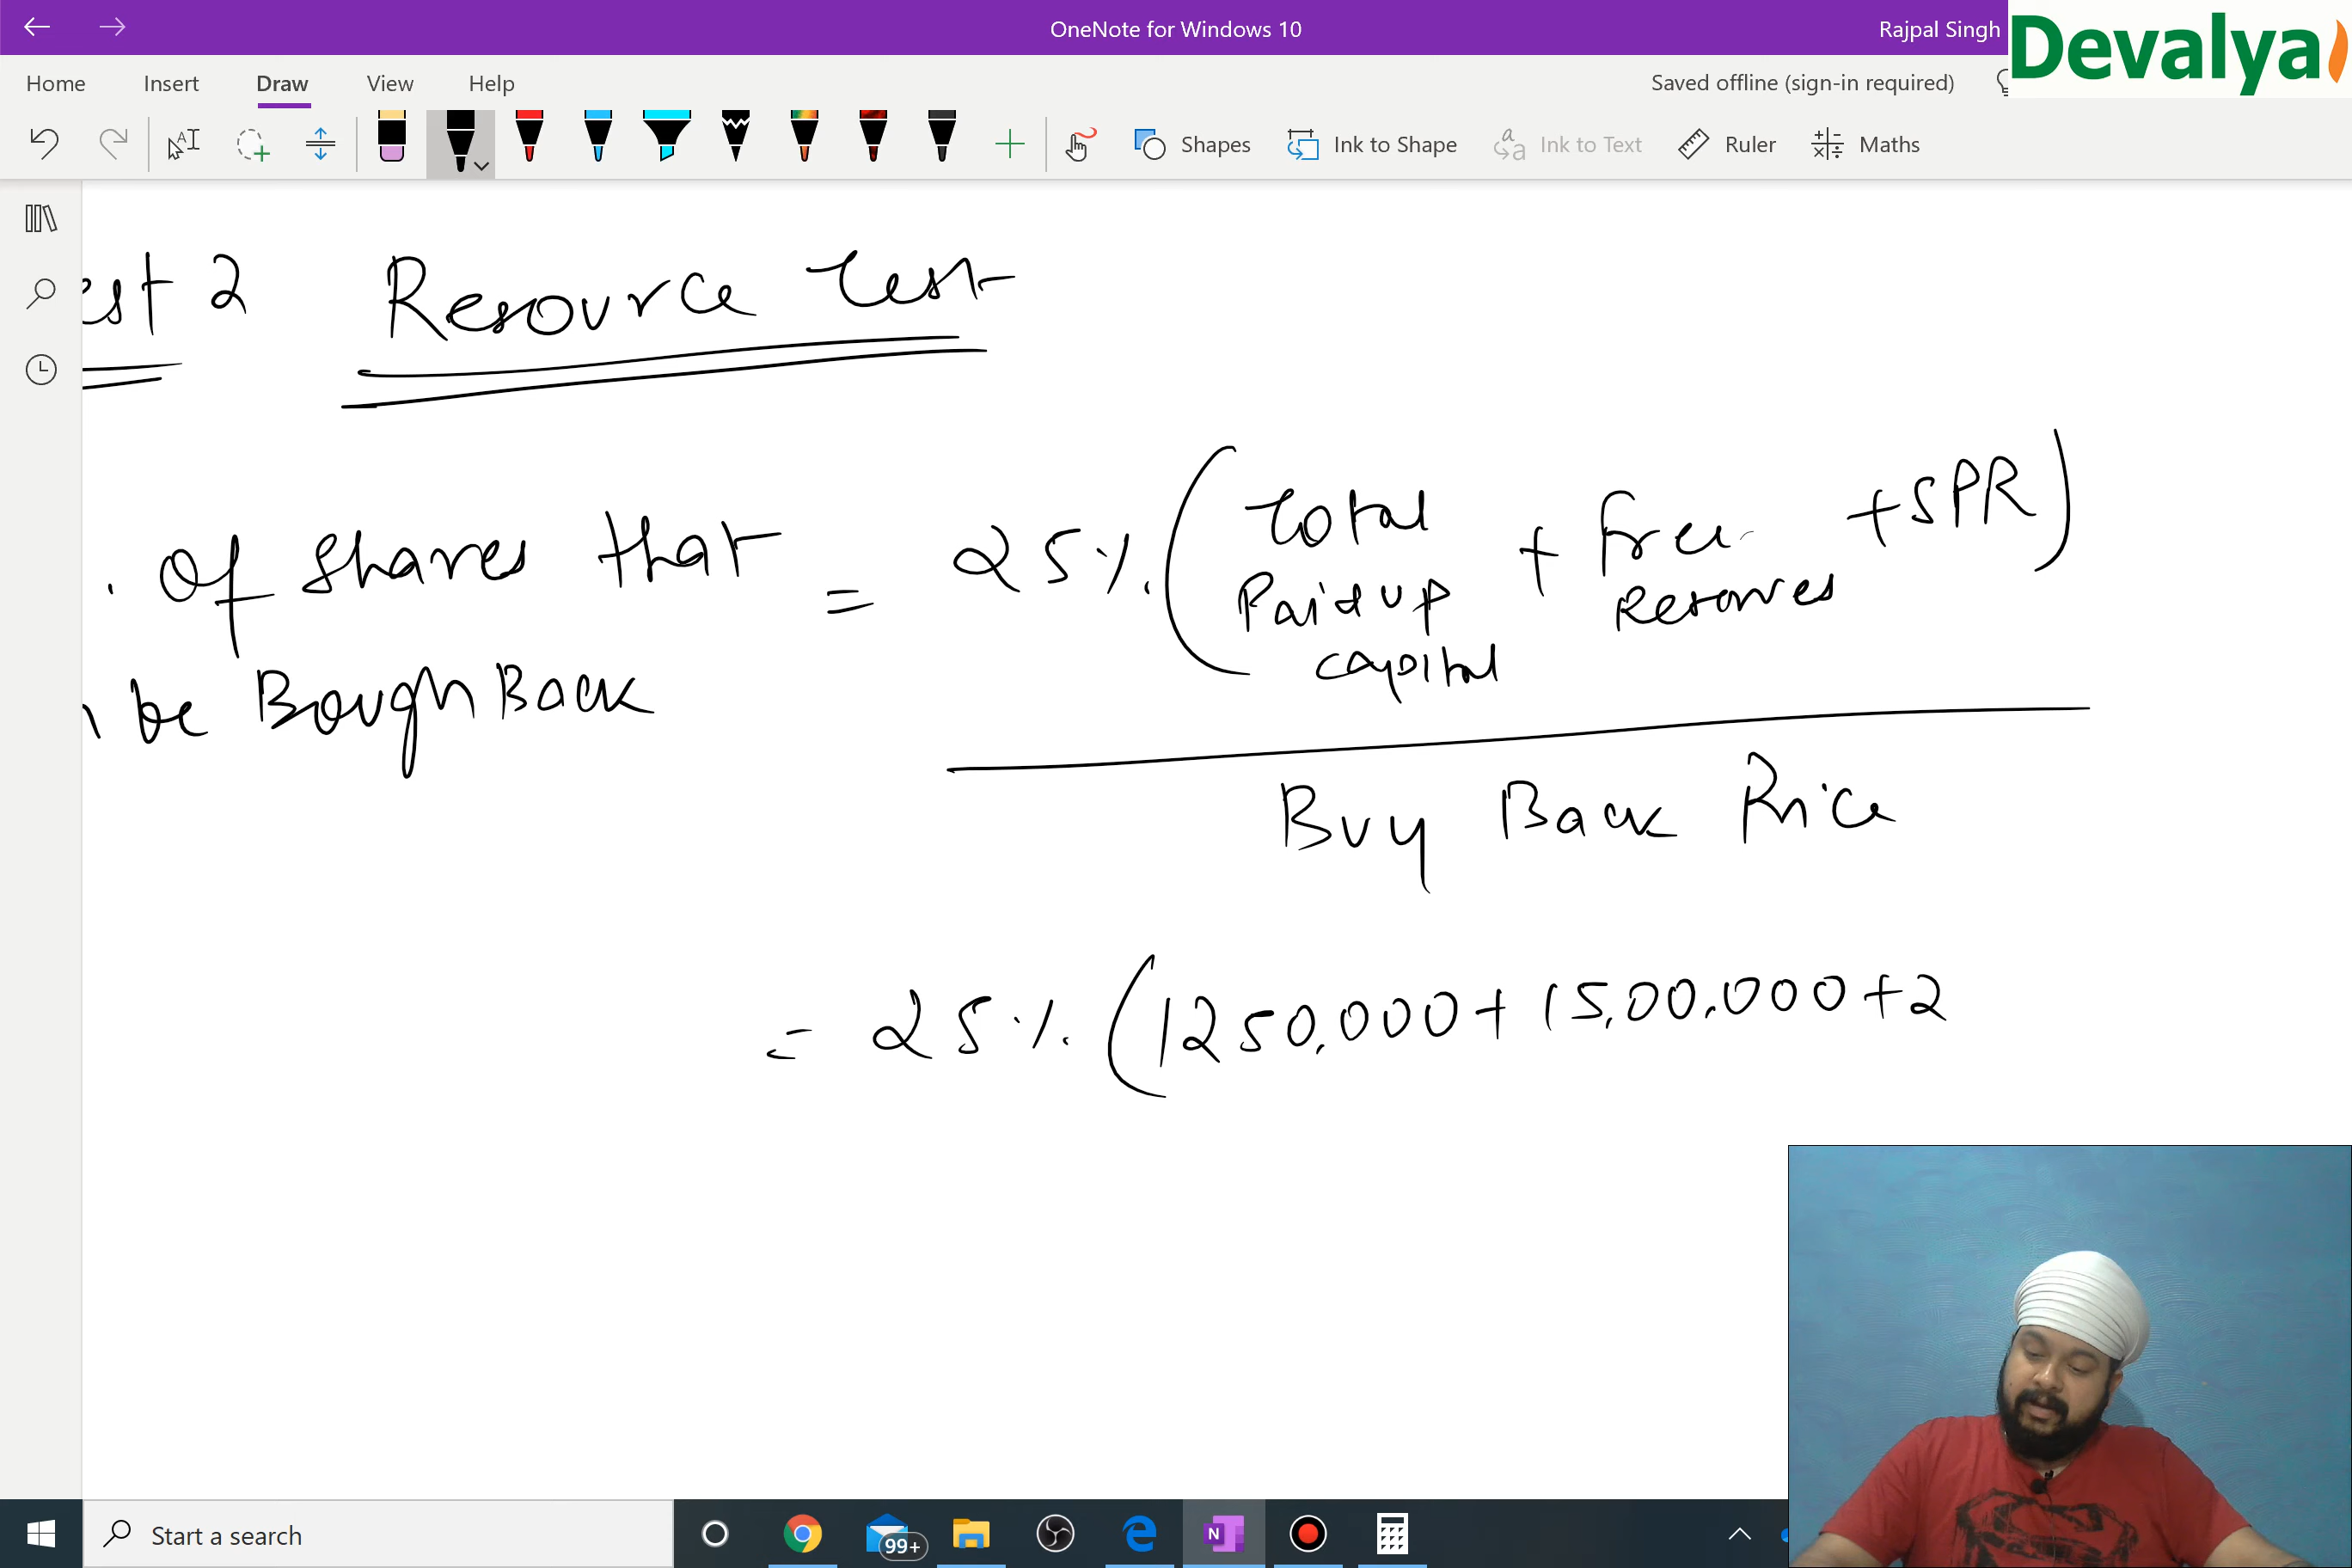 OneNote for Windows 10
Rajpal Singh
Devalya
Home Insert Draw View Help
Saved offline (sign-in required)
Shapes Ink to Shape Ink to Text Ruler Maths
est 2 Resource test
. of shares that = 25% (Total Paid up capital + free reserves + SPR)
n be Bough Back
Buy Back Price
= 25% (1250,000 + 15,00,000 + 2
Start a search
99+